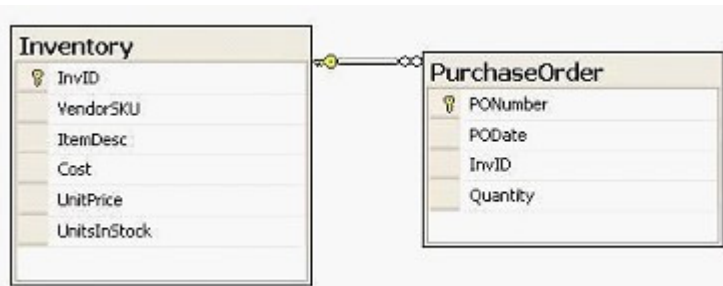 Inventory
InvID
VendorSKU
ItemDesc
Cost
UnitPrice
UnitsInStock
PurchaseOrder
PONumber
PODate
InvID
Quantity